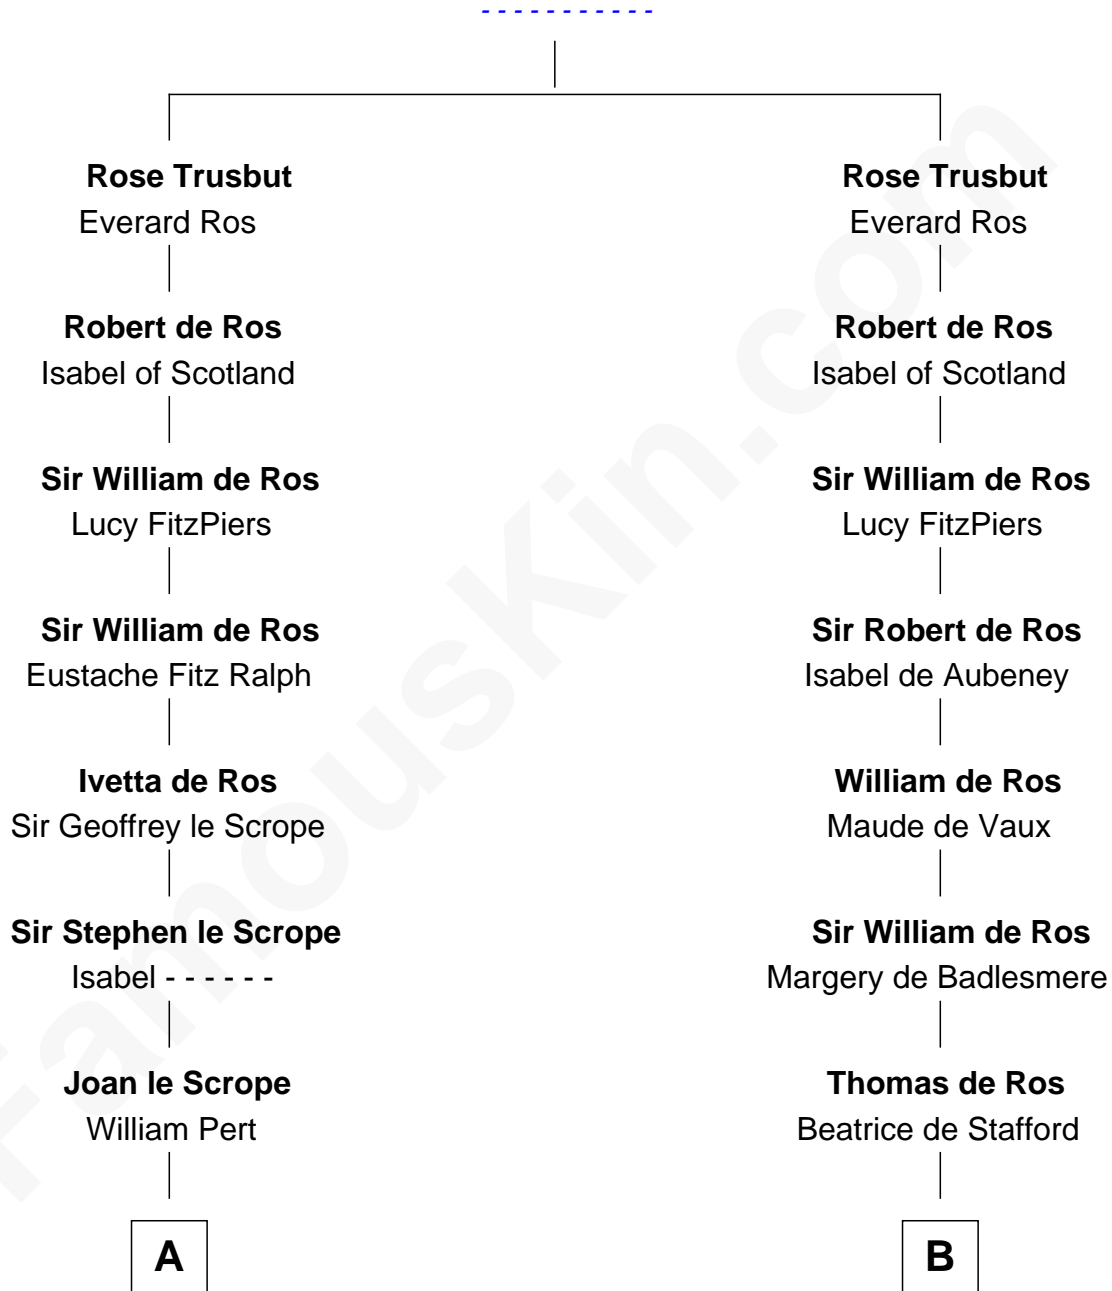 - - - - - - - - - - -
Rose Trusbut
Everard Ros
Robert de Ros
Isabel of Scotland
Sir William de Ros
Lucy FitzPiers
Sir William de Ros
Eustache Fitz Ralph
Ivetta de Ros
Sir Geoffrey le Scrope
Sir Stephen le Scrope
Isabel - - - - - -
Joan le Scrope
William Pert
A
Rose Trusbut
Everard Ros
Robert de Ros
Isabel of Scotland
Sir William de Ros
Lucy FitzPiers
Sir Robert de Ros
Isabel de Aubeney
William de Ros
Maude de Vaux
Sir William de Ros
Margery de Badlesmere
Thomas de Ros
Beatrice de Stafford
B
FamousKin.com